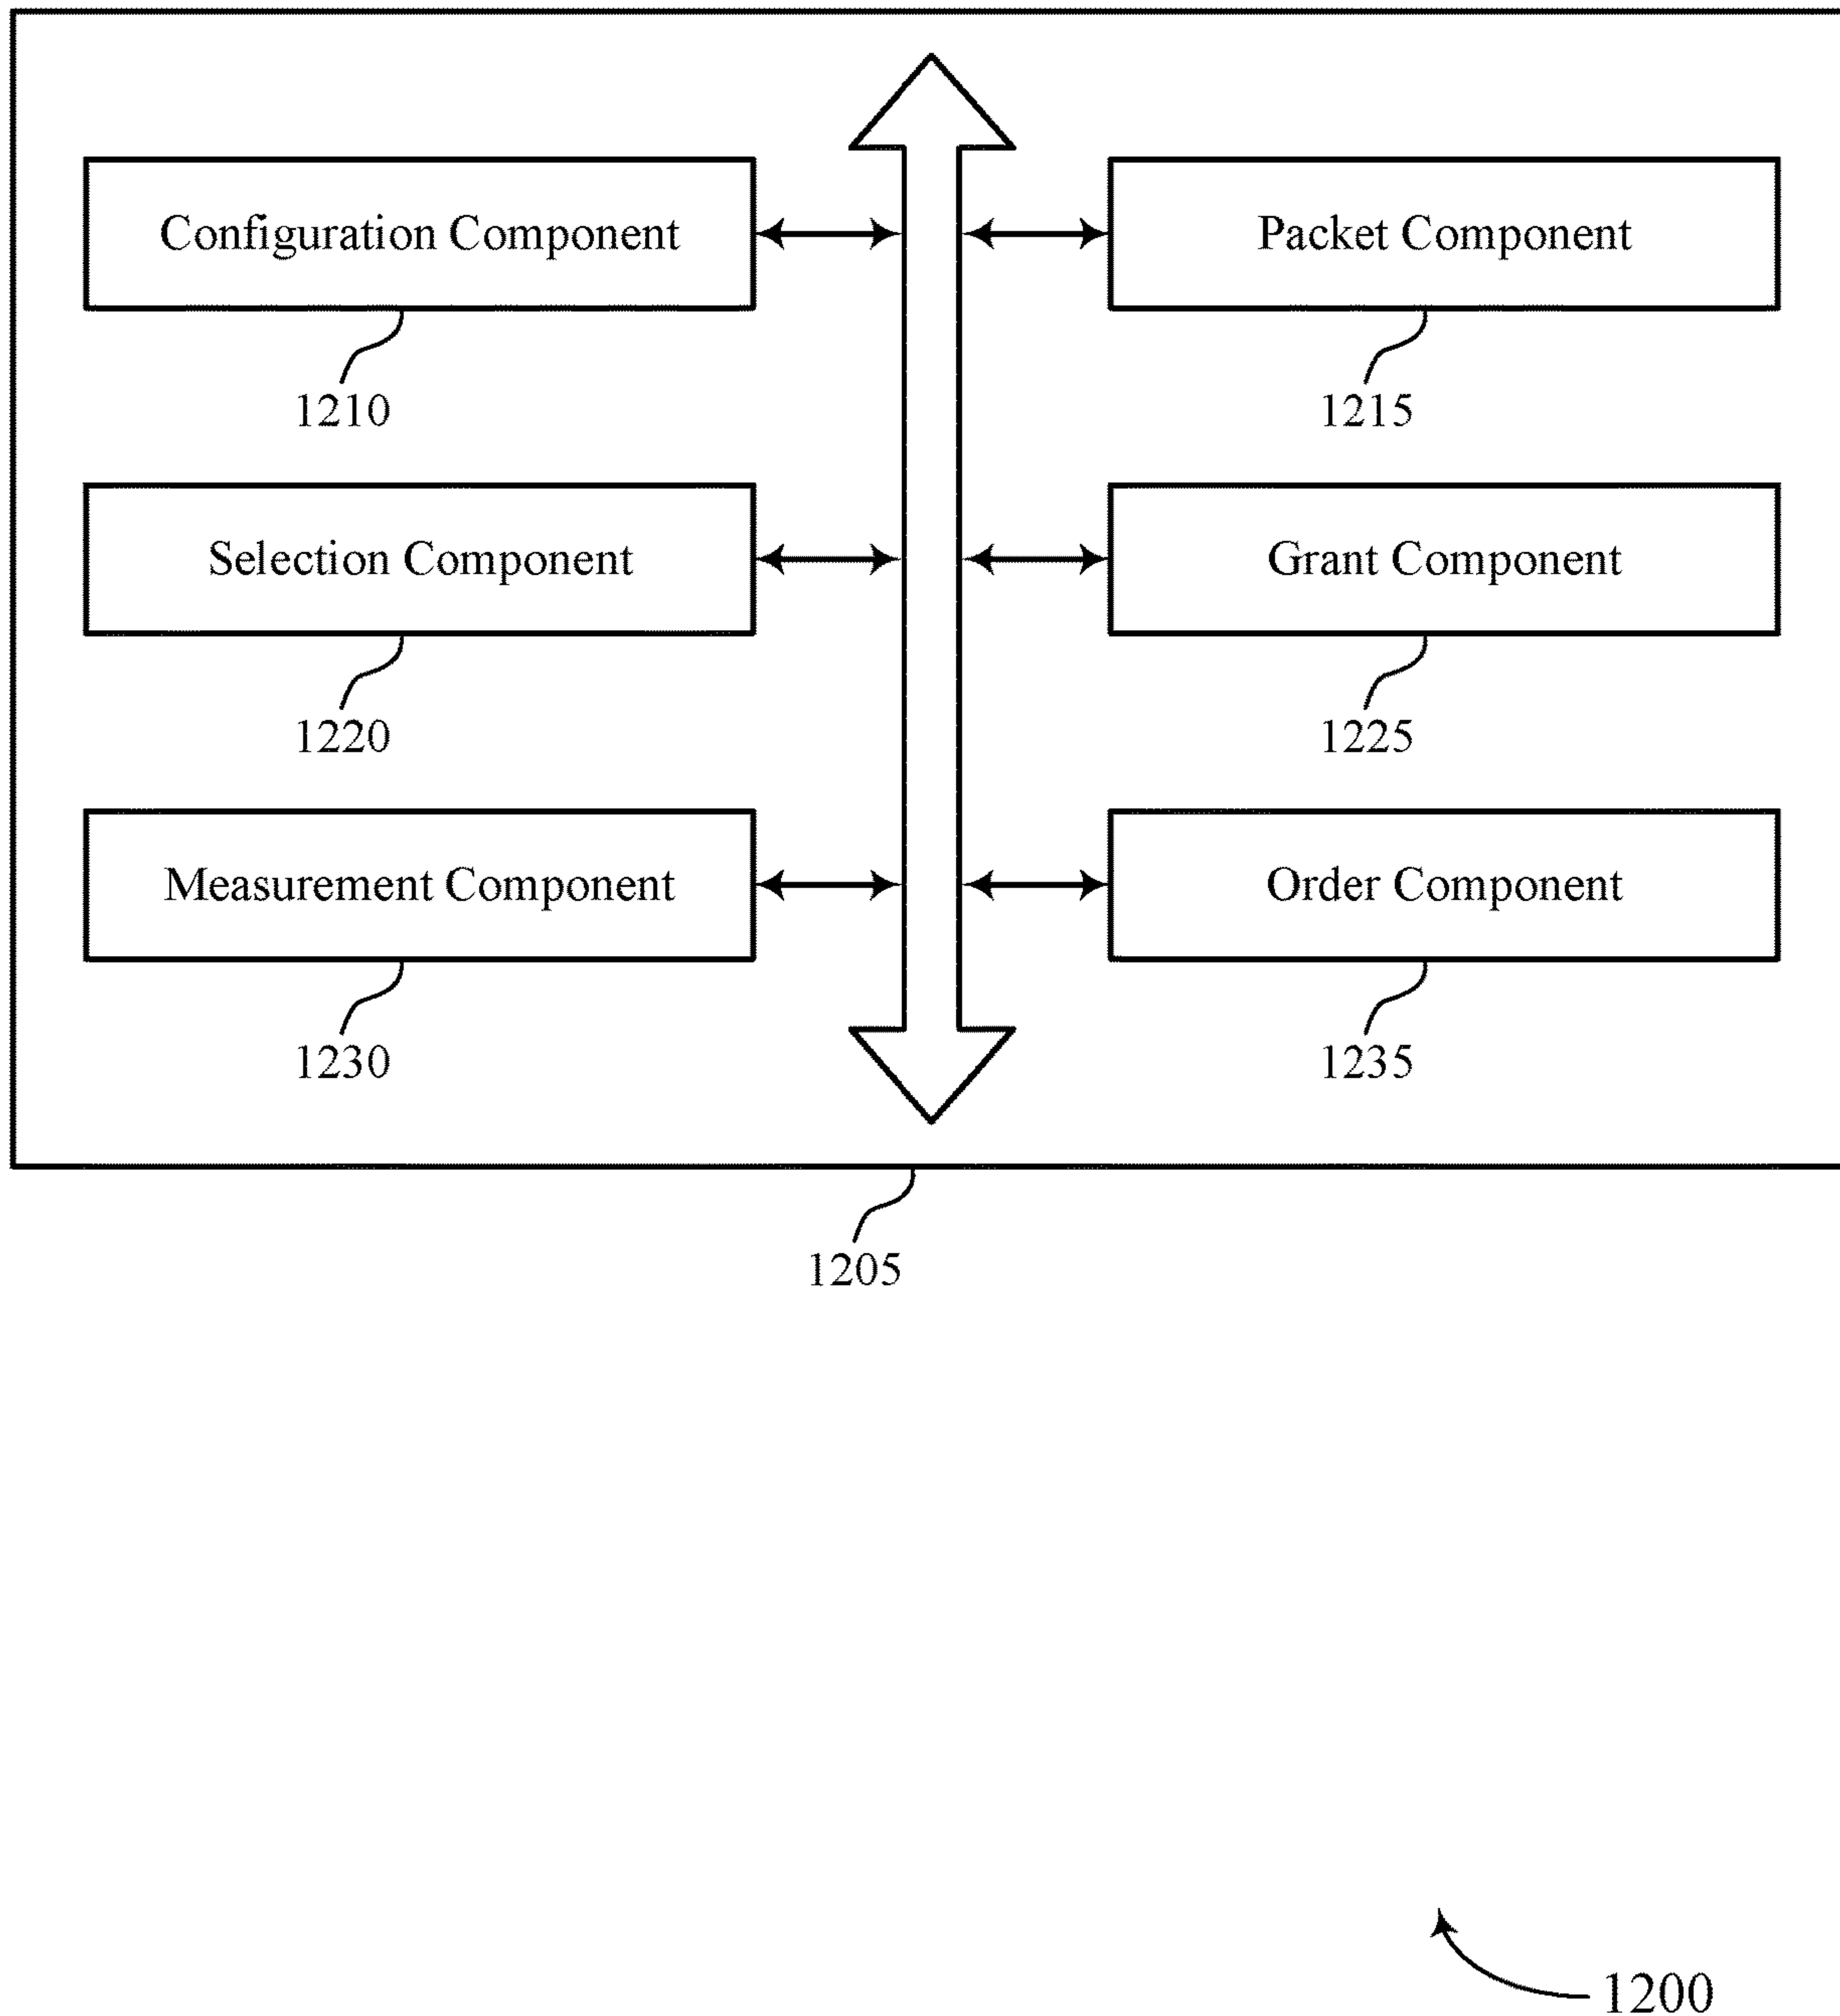 Configuration Component
Packet Component
1210
1215
Selection Component
Grant Component
1220
1225
Measurement Component
Order Component
1230
1235
1205
1200